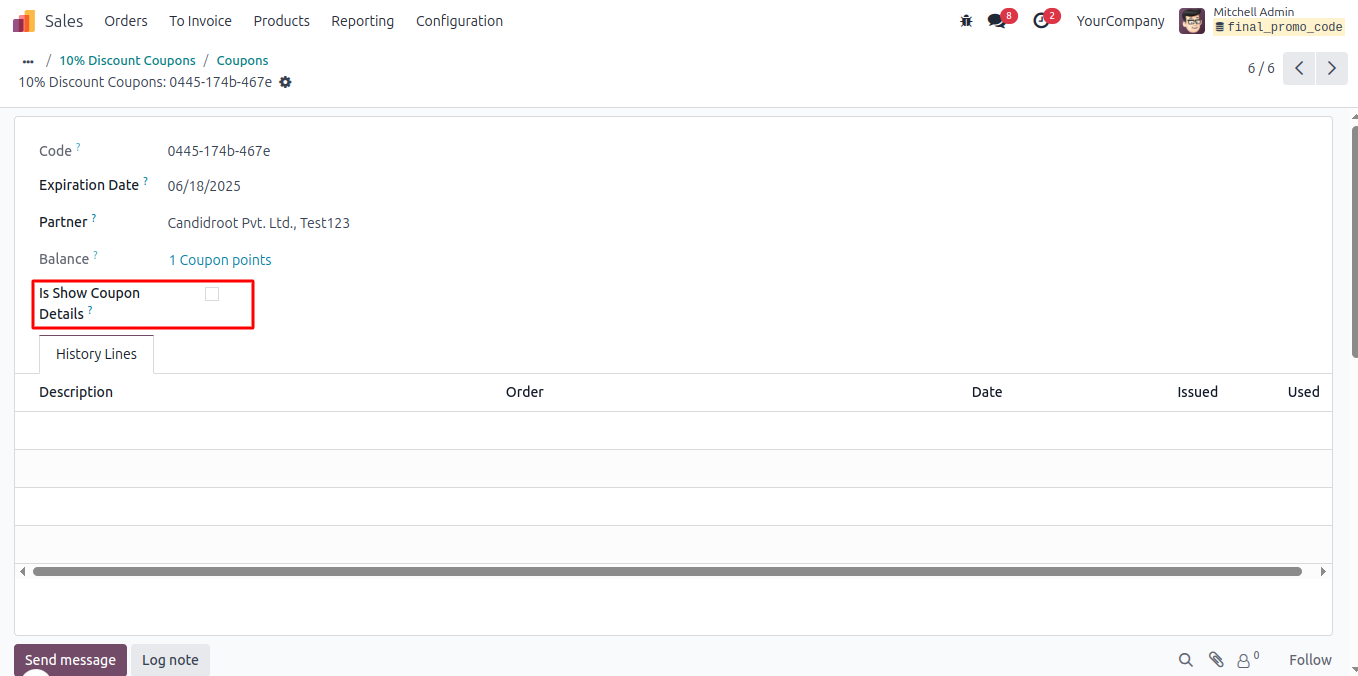 Sales Orders To Invoice Products Reporting Configuration 8 2 YourCompany Mitchell Admin
final_promo_code
... / 10% Discount Coupons / Coupons
10% Discount Coupons: 0445-174b-467e
6 / 6
Code ? 0445-174b-467e
Expiration Date ? 06/18/2025
Partner ? Candidroot Pvt. Ltd., Test123
Balance ? 1 Coupon points
Is Show Coupon
Details ?
History Lines
Description Order Date Issued Used
Send message Log note 0 Follow